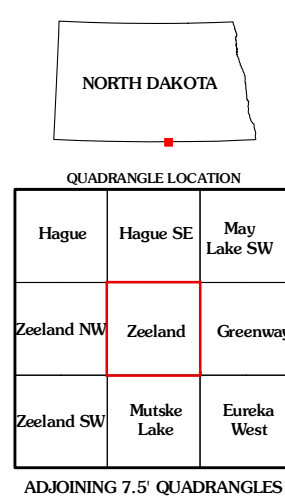 NORTH DAKOTA
QUADRANGLE LOCATION
Hague
Hague SE
May
Lake SW
Zeeland NW
Zeeland
Greenway
Zeeland SW
Mutske
Lake
Eureka
West
ADJOINING 7.5' QUADRANGLES